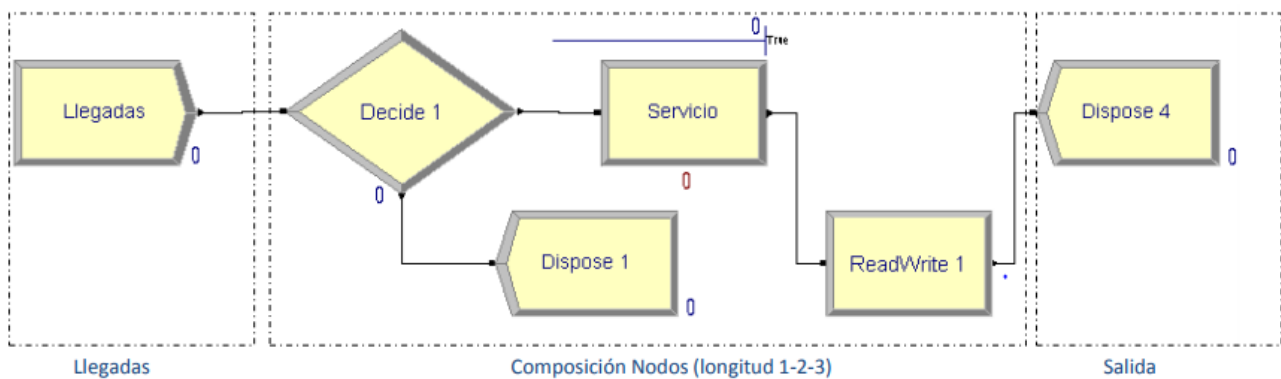 0
True
Llegadas
Decide 1
Servicio
Dispose 4
0
0
0
0
Dispose 1
0
ReadWrite 1
Llegadas
Composición Nodos (longitud 1-2-3)
Salida